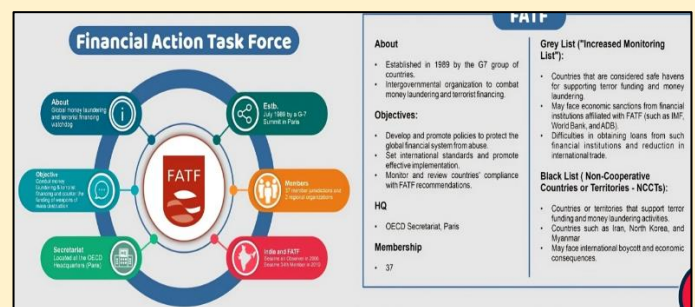 Financial Action Task Force
About
Global money laundering
and terrorist financing
watchdog
Estb.
July 1989 by a G-7
Summit in Paris
Objective
Combat money
laundering & terrorist
financing and counter the
funding of weapons of
mass destruction
FATF
Members
37 member jurisdictions and
2 regional organizations
Secretariat
Located at the OECD
Headquarters (Paris)
India and FATF
Became an Observer in 2006
Became 34th Member in 2010
FATF
About
• Established in 1989 by the G7 group of
countries.
• Intergovernmental organization to combat
money laundering and terrorist financing.
Objectives:
• Develop and promote policies to protect the
global financial system from abuse.
• Set international standards and promote
effective implementation.
• Monitor and review countries' compliance
with FATF recommendations.
HQ
• OECD Secretariat, Paris
Membership
• 37
Grey List ("Increased Monitoring
List"):
• Countries that are considered safe havens
for supporting terror funding and money
laundering.
• May face economic sanctions from financial
institutions affiliated with FATF (such as IMF,
World Bank, and ADB).
• Difficulties in obtaining loans from such
financial institutions and reduction in
international trade.
Black List ( Non-Cooperative
Countries or Territories - NCCTs):
• Countries or territories that support terror
funding and money laundering activities.
• Countries such as Iran, North Korea, and
Myanmar
• May face international boycott and economic
consequences.